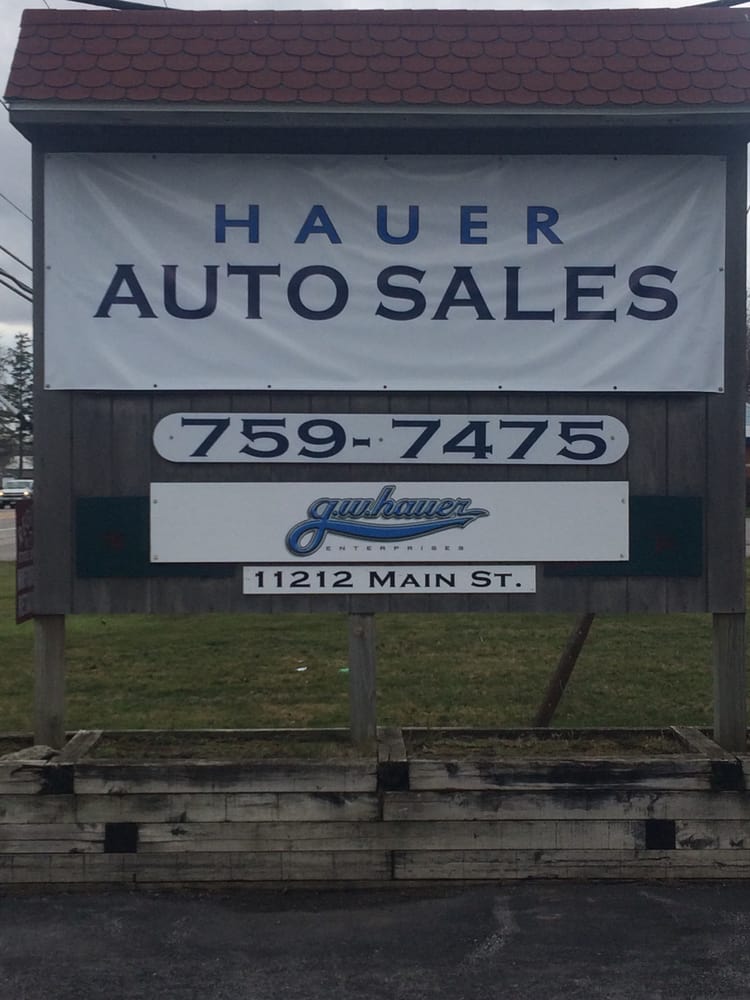 HAUER
AUTO SALES
759-7475
g.w.hauer
ENTERPRISES
11212 MAIN ST.